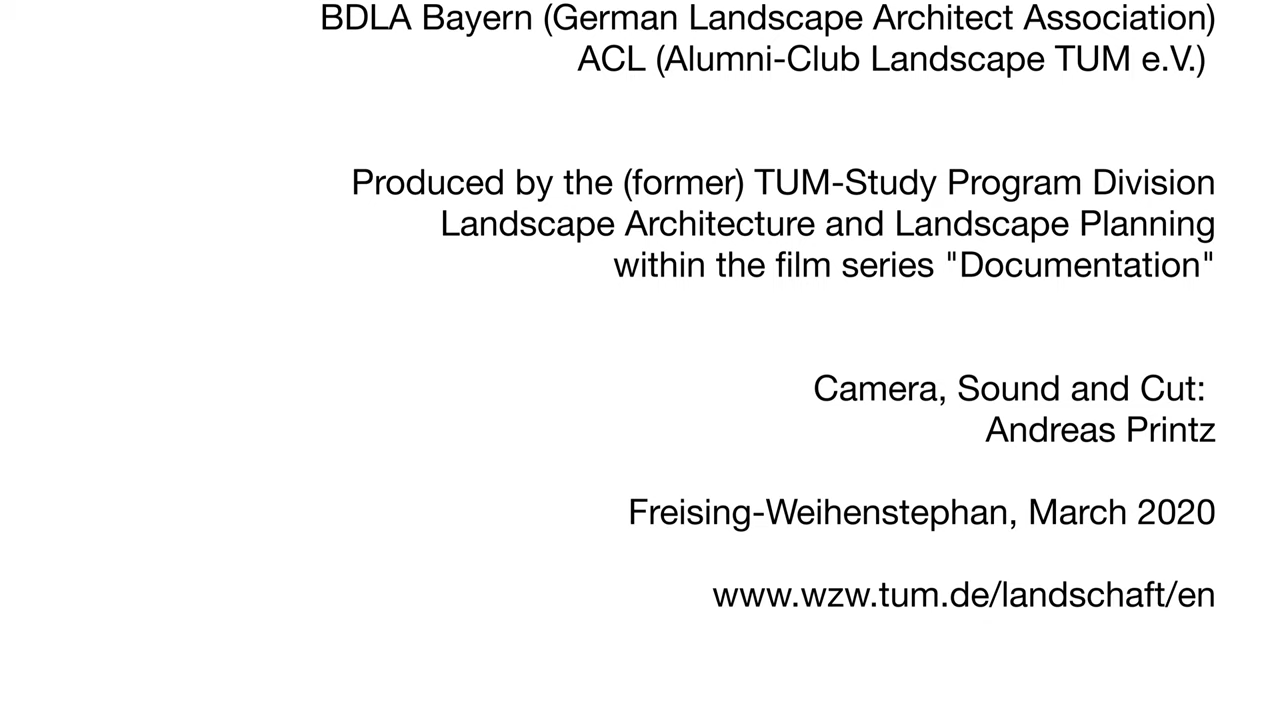 BDLA Bayern (German Landscape Architect Association)
ACL (Alumni-Club Landscape TUM e.V.)
Produced by the (former) TUM-Study Program Division
Landscape Architecture and Landscape Planning
within the film series "Documentation"
Camera, Sound and Cut:
Andreas Printz
Freising-Weihenstephan, March 2020
www.wzw.tum.de/landschaft/en